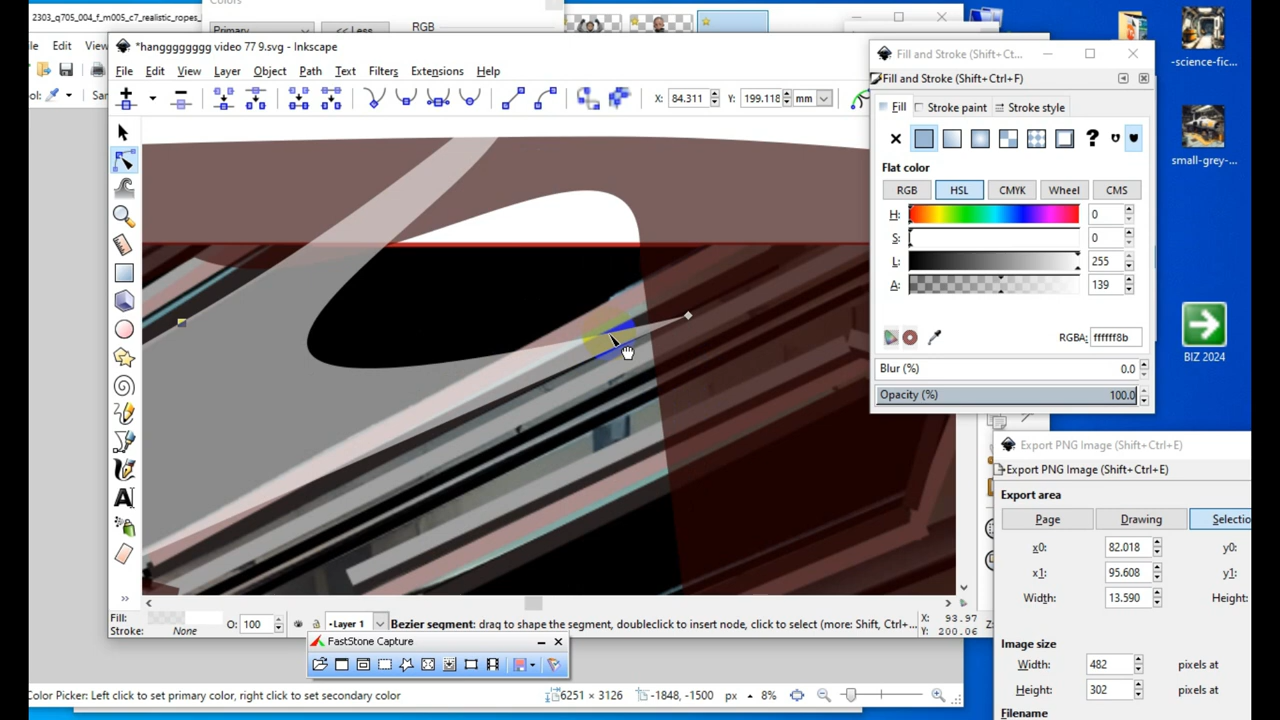 2303_q705_004_f_m005_c7_realistic_ropes_
Colors
Primary
<< Less
RGB
*hanggggggggg video 77 9.svg - Inkscape
Edit
File Edit View Layer Object Path Text Filters Extensions Help
X: 84.311 Y: 199.118 mm
Fill and Stroke (Shift+Ct...
Fill and Stroke (Shift+Ctrl+F)
Fill Stroke paint Stroke style
Flat color
RGB HSL CMYK Wheel CMS
H: 0
S: 0
L: 255
A: 139
RGBA: ffffff8b
Blur (%) 0.0
Opacity (%) 100.0
-science-fic...
small-grey-...
BIZ 2024
Export PNG Image (Shift+Ctrl+E)
Export PNG Image (Shift+Ctrl+E)
Export area
Page Drawing Selectio
x0: 82.018 y0:
x1: 95.608 y1:
Width: 13.590 Height:
Image size
Width: 482 pixels at
Height: 302 pixels at
Filename
Fill:
Stroke: None
O: 100
Layer 1
Bezier segment: drag to shape the segment, doubleclick to insert node, click to select (more: Shift, Ctrl+...
X: 93.97
Y: 200.06
Z:
FastStone Capture
Color Picker: Left click to set primary color, right click to set secondary color
6251 × 3126
-1848, -1500
px
8%